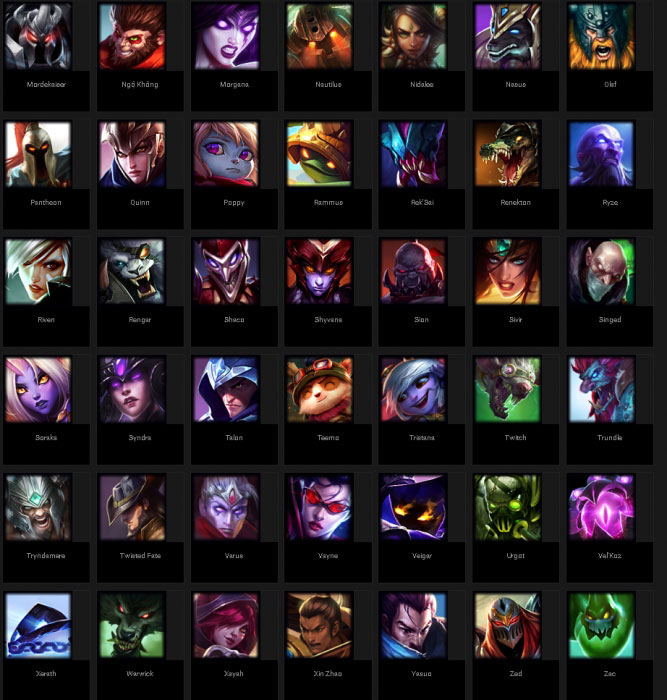 Mordekaiser
Ngộ Không
Morgana
Nautilus
Nidalee
Nasus
Olaf
Pantheon
Quinn
Poppy
Rammus
Rek'Sai
Renekton
Ryze
Riven
Rengar
Shaco
Shyvana
Sion
Sivir
Singed
Soraka
Syndra
Talon
Teemo
Tristana
Twitch
Trundle
Tryndamere
Twisted Fate
Varus
Vayne
Veigar
Urgot
Vel'Koz
Xerath
Warwick
Xayah
Xin Zhao
Yasuo
Zed
Zac